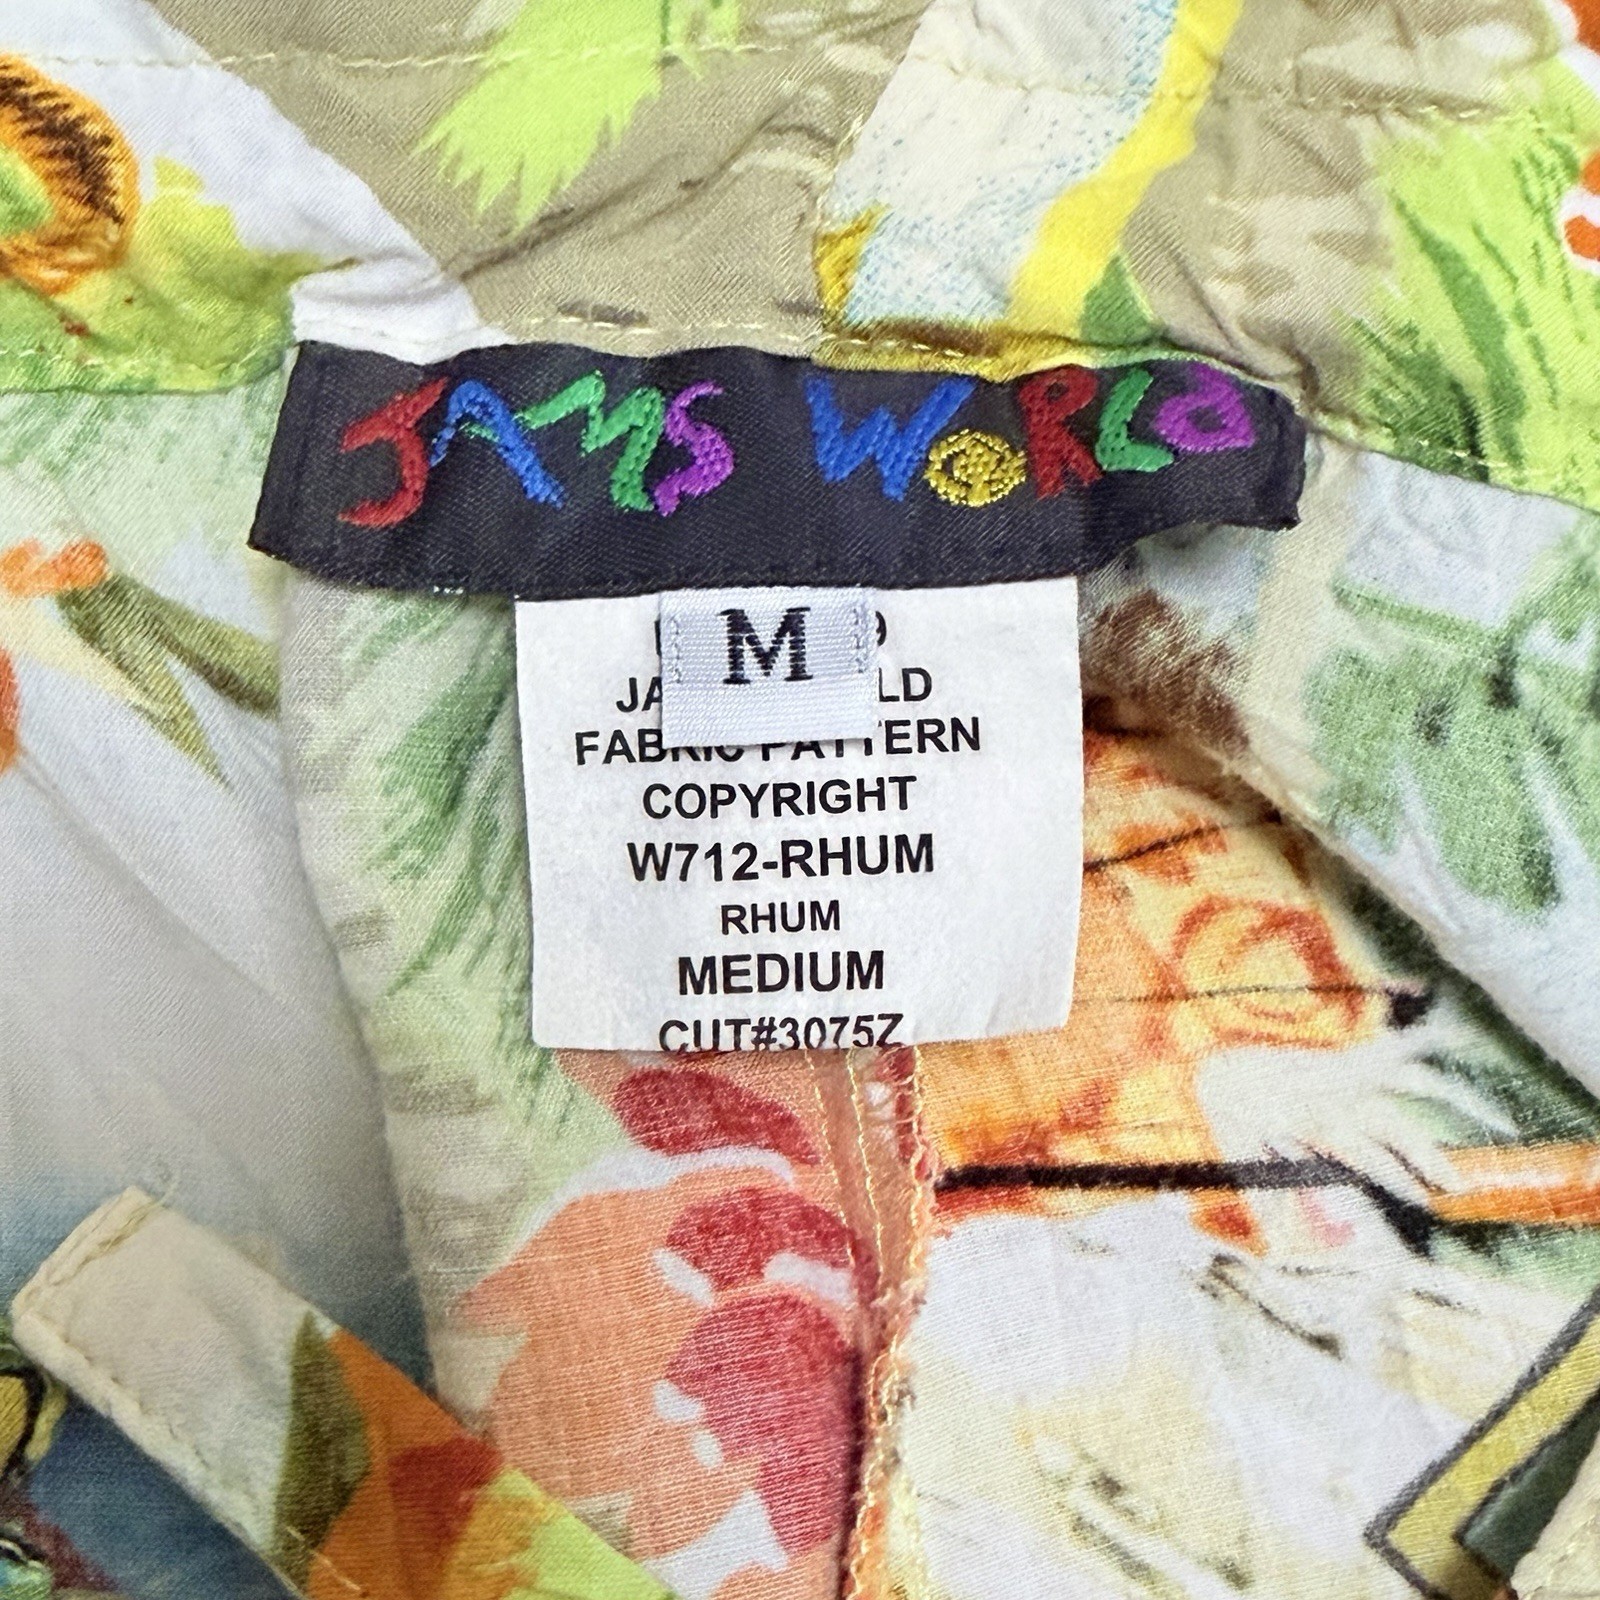 JAMS WORLD
M
FABRIC PATTERN
COPYRIGHT
W712-RHUM
RHUM
MEDIUM
CUT#3075Z